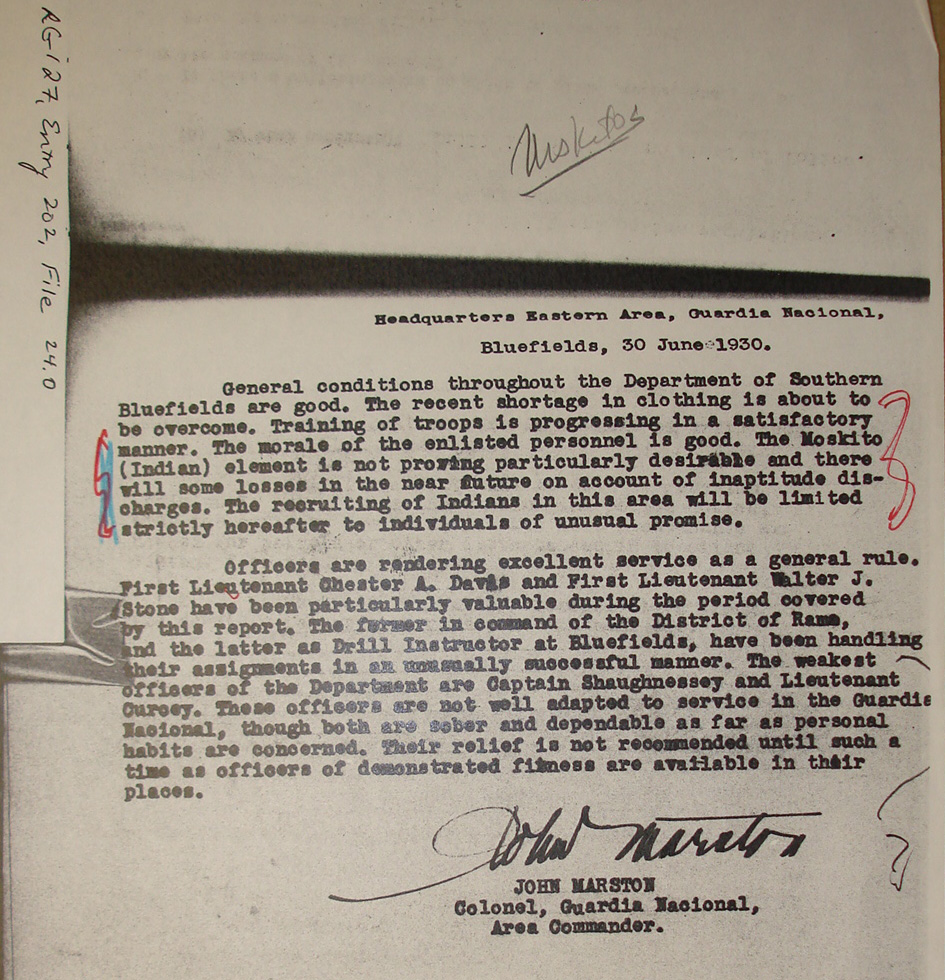 RG127, Entry 202, File 24.0
Moskitos
Headquarters Eastern Area, Guardia Nacional,
Bluefields, 30 June 1930.
General conditions throughout the Department of Southern
Bluefields are good. The recent shortage in clothing is about to
be overcome. Training of troops is progressing in a satisfactory
manner. The morale of the enlisted personnel is good. The Moskito
(Indian) element is not proving particularly desirable and there
will some losses in the near future on account of inaptitude dis-
charges. The recruiting of Indians in this area will be limited
strictly hereafter to individuals of unusual promise.
Officers are rendering excellent service as a general rule.
First Lieutenant Chester A. Davis and First Lieutenant Walter J.
Stone have been particularly valuable during the period covered
by this report. The former in command of the District of Rama,
and the latter as Drill Instructor at Bluefields, have been handling
their assignments in an unusually successful manner. The weakest
officers of the Department are Captain Shaughnessey and Lieutenant
Curcey. These officers are not well adapted to service in the Guardia
Nacional, though both are sober and dependable as far as personal
habits are concerned. Their relief is not recommended until such a
time as officers of demonstrated fitness are available in their
places.
John Marston
JOHN MARSTON
Colonel, Guardia Nacional,
Area Commander.